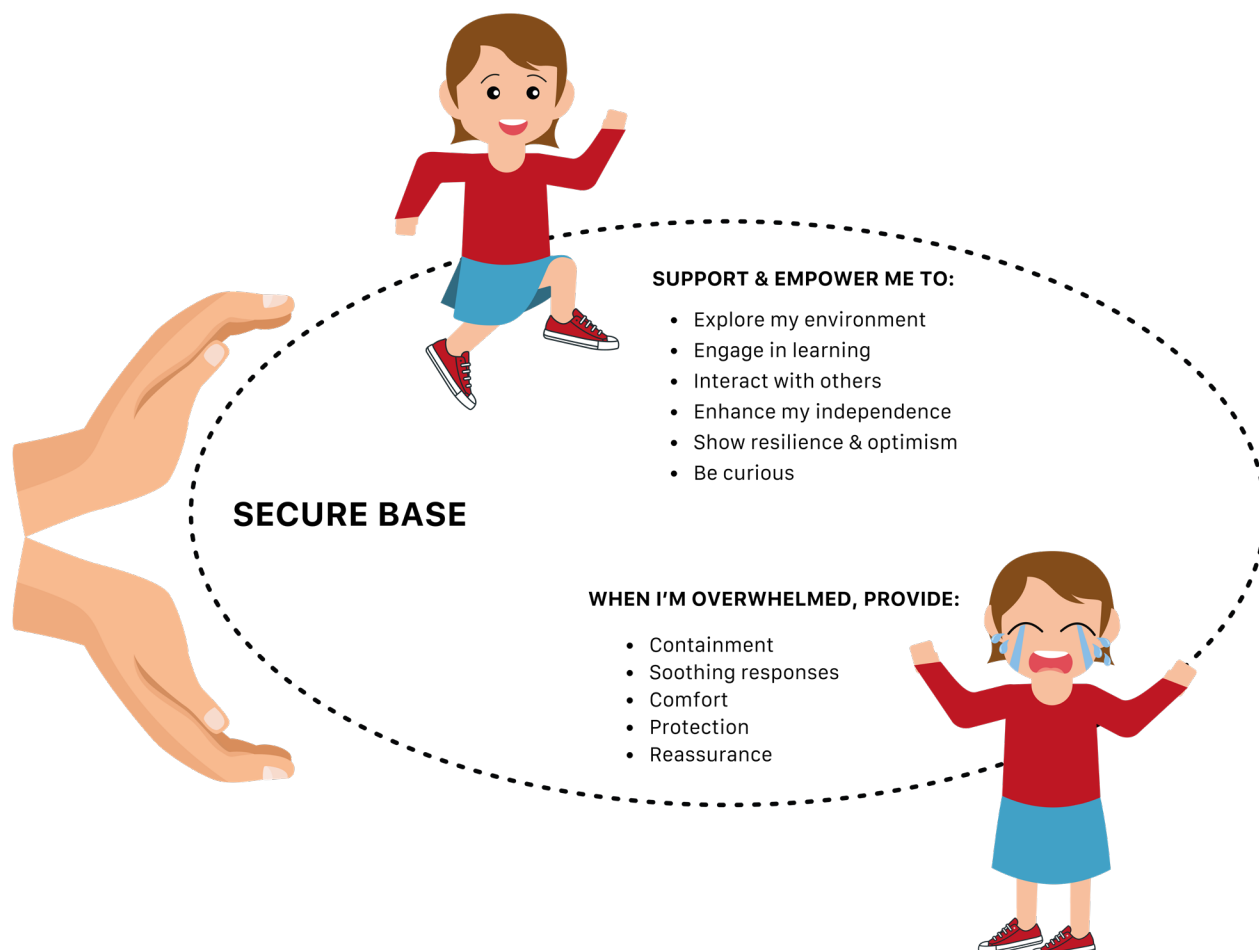 SUPPORT & EMPOWER ME TO:
• Explore my environment
• Engage in learning
• Interact with others
• Enhance my independence
• Show resilience & optimism
• Be curious
SECURE BASE
WHEN I'M OVERWHELMED, PROVIDE:
• Containment
• Soothing responses
• Comfort
• Protection
• Reassurance